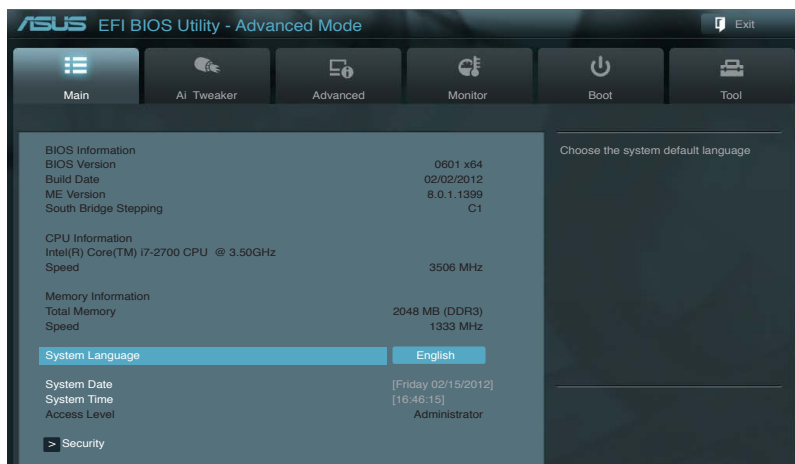 ASUS EFI BIOS Utility - Advanced Mode
Exit
Main
Ai Tweaker
Advanced
Monitor
Boot
Tool
BIOS Information
BIOS Version 0601 x64
Build Date 02/02/2012
ME Version 8.0.1.1399
South Bridge Stepping C1
CPU Information
Intel(R) Core(TM) i7-2700 CPU @ 3.50GHz
Speed 3506 MHz
Memory Information
Total Memory 2048 MB (DDR3)
Speed 1333 MHz
System Language English
System Date [Friday 02/15/2012]
System Time [16:46:15]
Access Level Administrator
> Security
Choose the system default language